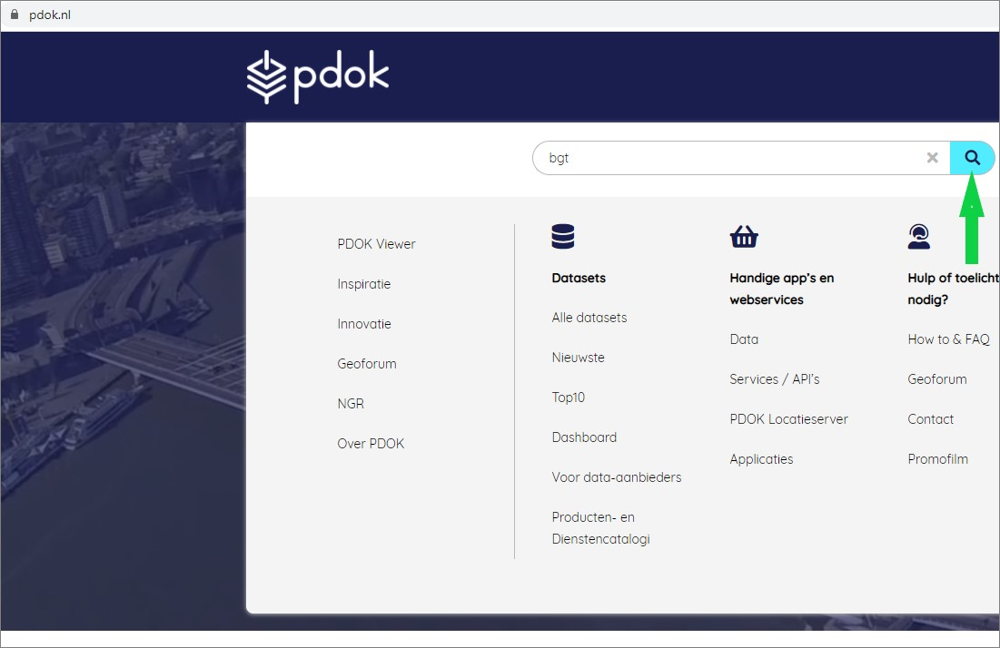 pdok.nl
pdok
bgt
PDOK Viewer
Inspiratie
Innovatie
Geoforum
NGR
Over PDOK
Datasets
Alle datasets
Nieuwste
Top10
Dashboard
Voor data-aanbieders
Producten- en
Dienstencatalogi
Handige app's en
webservices
Data
Services / API's
PDOK Locatieserver
Applicaties
Hulp of toelicht
nodig?
How to & FAQ
Geoforum
Contact
Promofilm